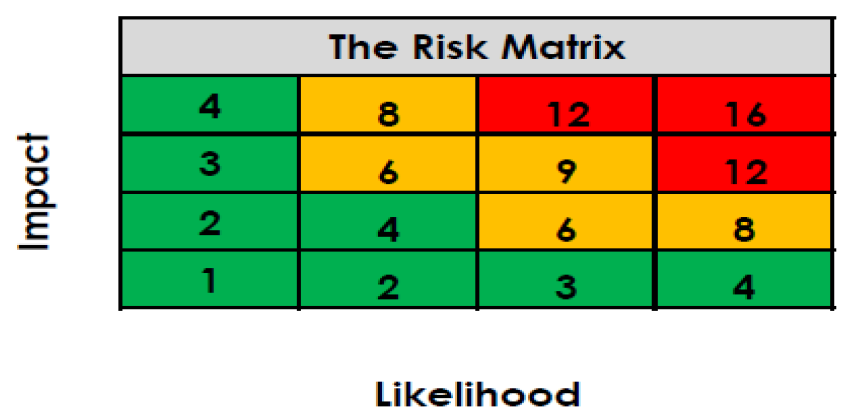 The Risk Matrix
4 8 12 16
3 6 9 12
2 4 6 8
1 2 3 4
Impact
Likelihood